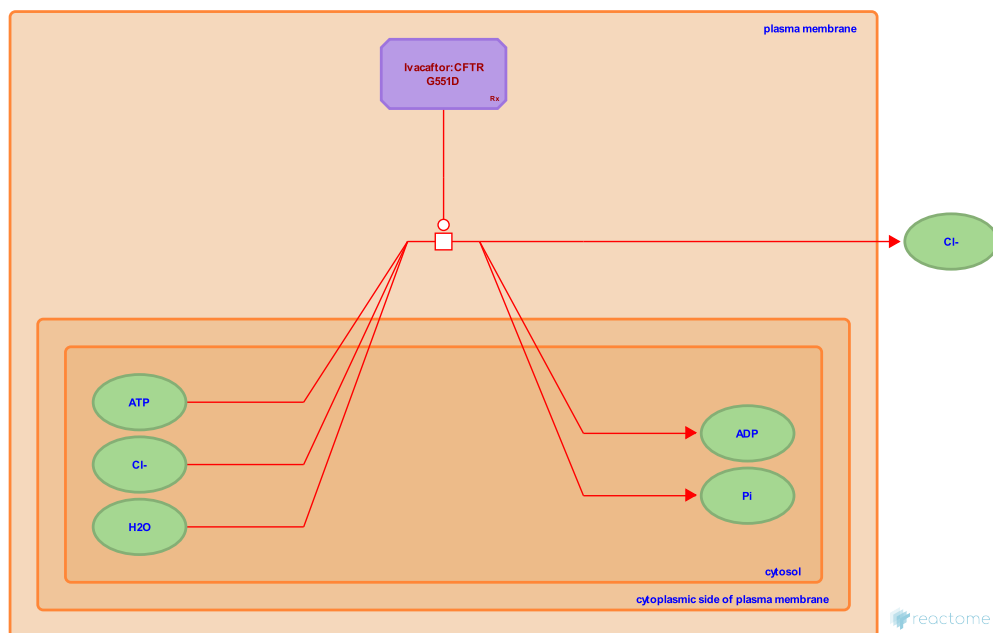 plasma membrane
Ivacaftor:CFTR
G551D
Rx
Cl-
ATP
Cl-
H2O
ADP
Pi
cytosol
cytoplasmic side of plasma membrane
reactome